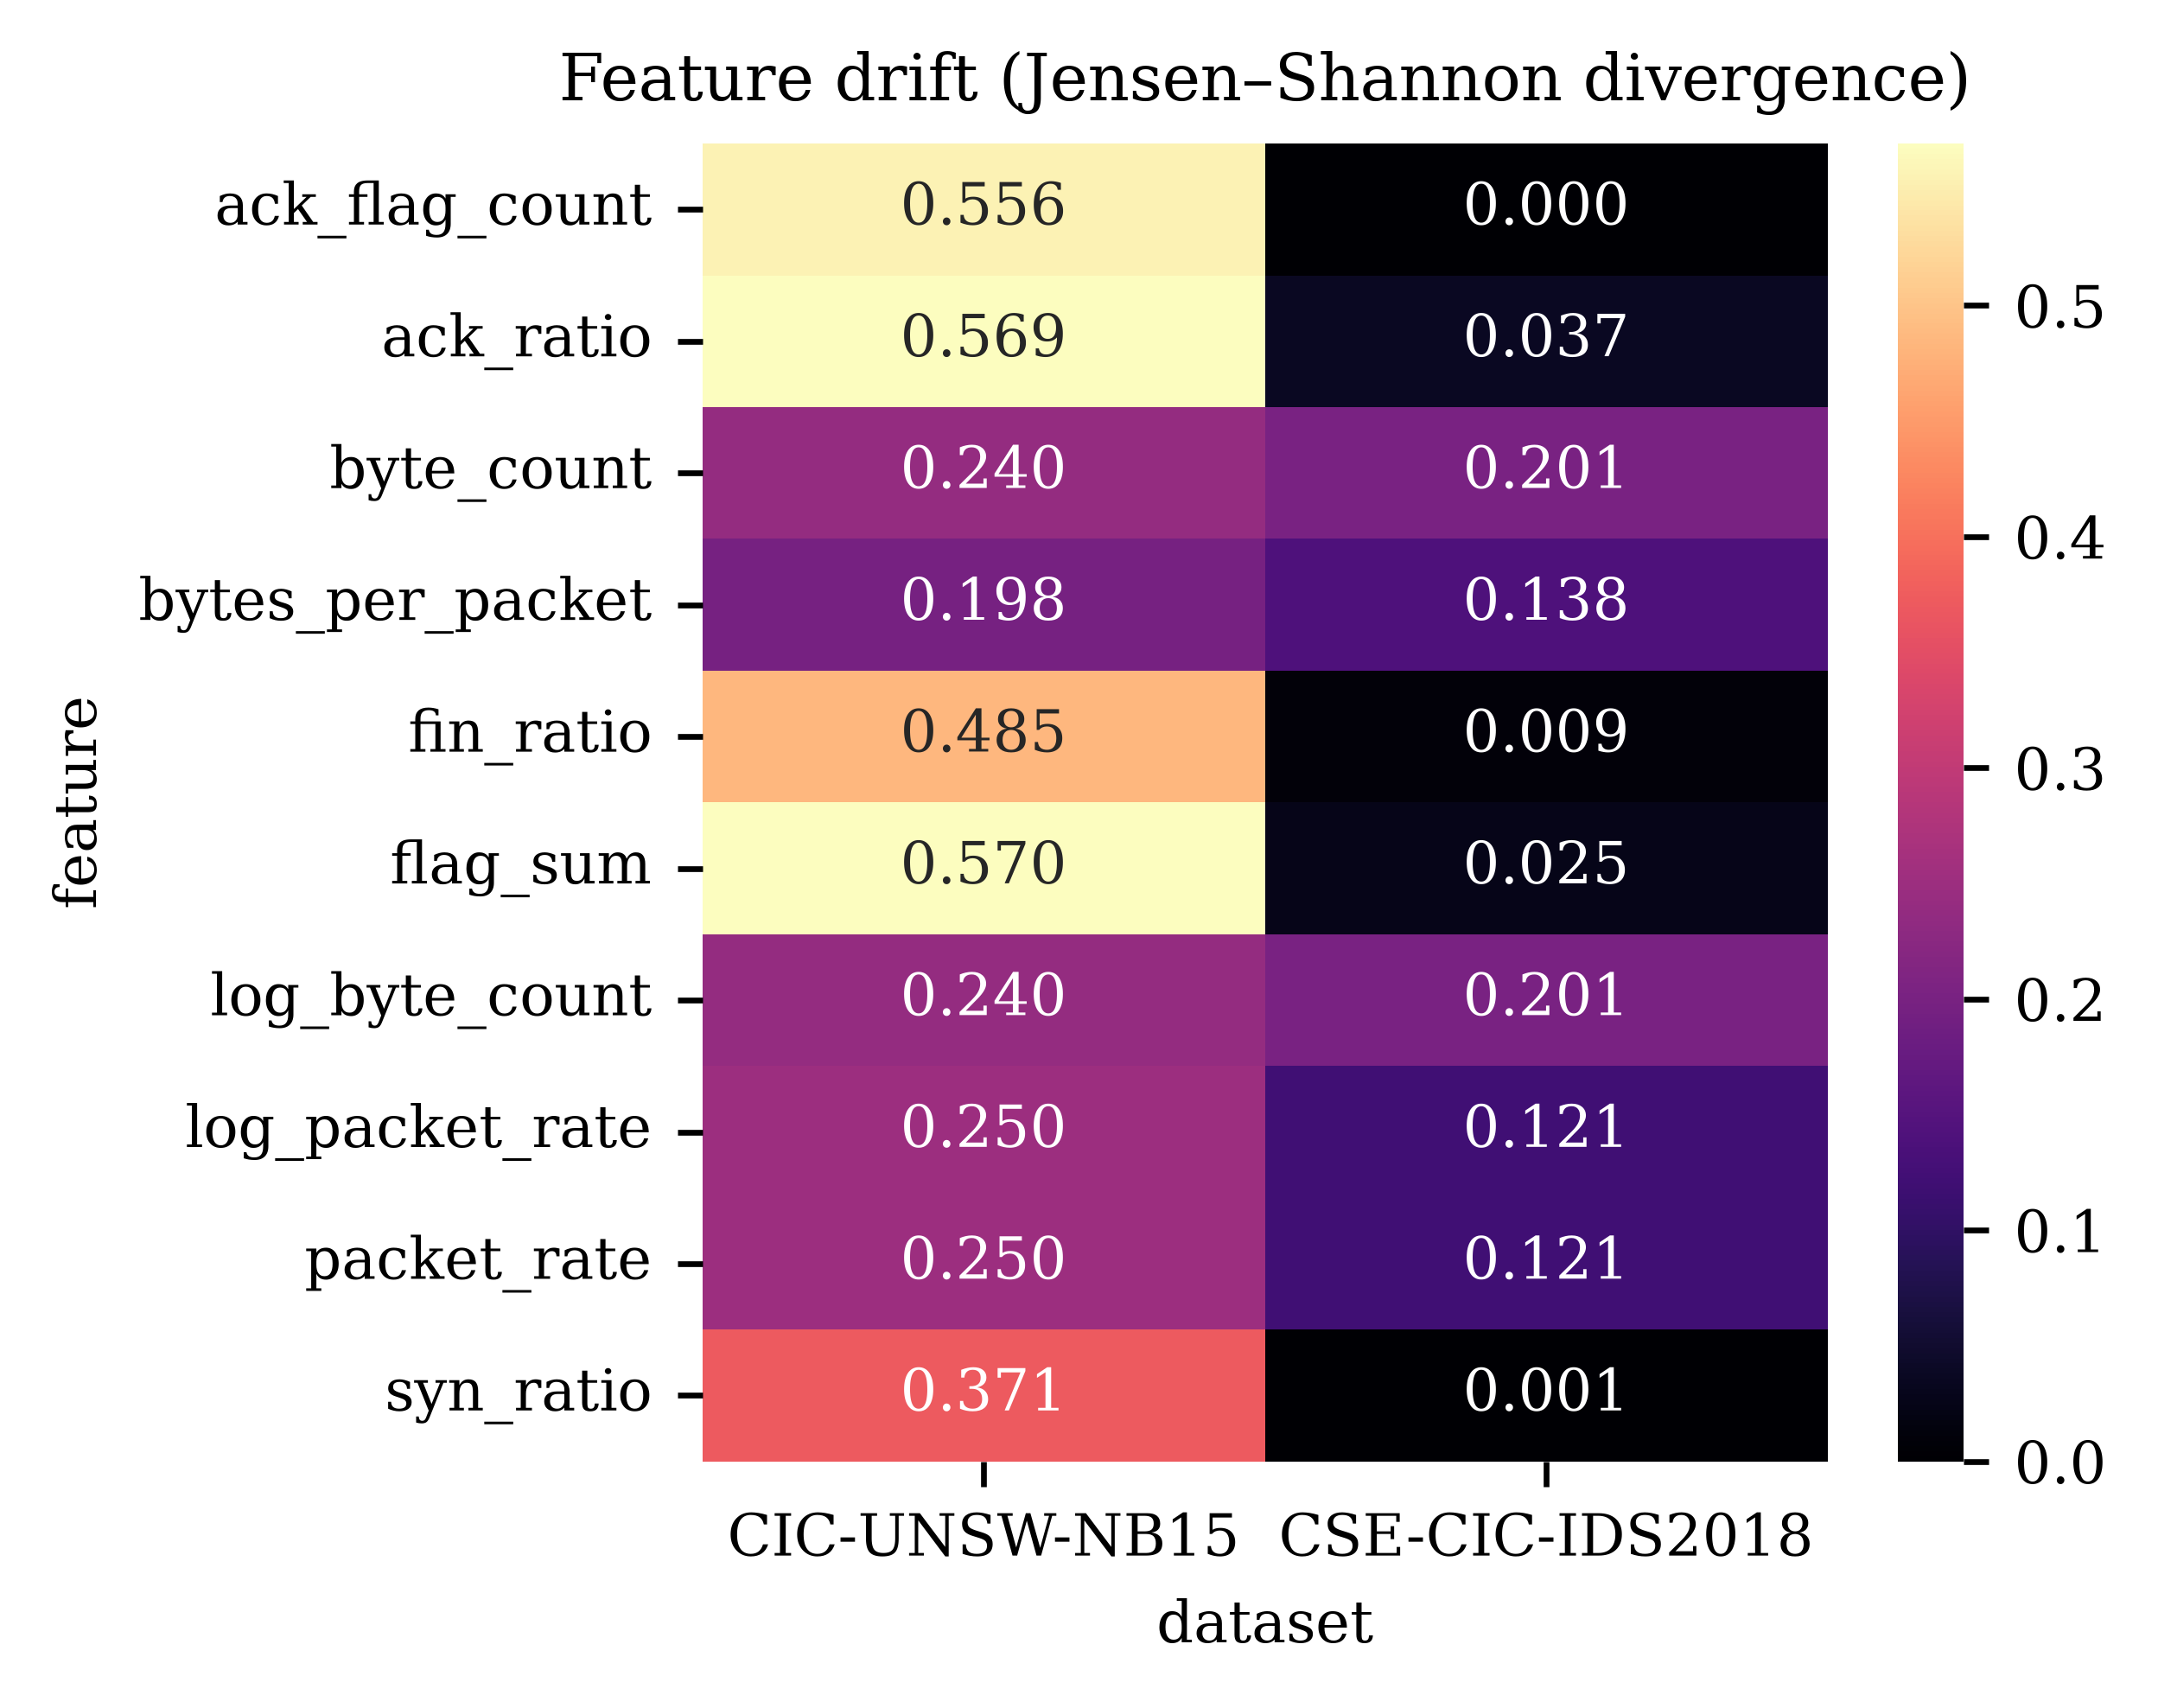 Feature drift (Jensen–Shannon divergence)
feature
ack_flag_count 0.556 0.000
ack_ratio 0.569 0.037
byte_count 0.240 0.201
bytes_per_packet 0.198 0.138
fin_ratio 0.485 0.009
flag_sum 0.570 0.025
log_byte_count 0.240 0.201
log_packet_rate 0.250 0.121
packet_rate 0.250 0.121
syn_ratio 0.371 0.001
CIC-UNSW-NB15 CSE-CIC-IDS2018
dataset
0.5
0.4
0.3
0.2
0.1
0.0